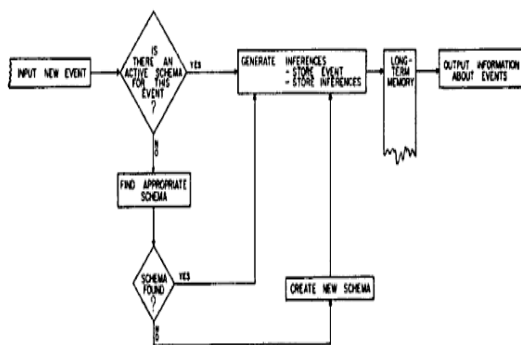 INPUT NEW EVENT
IS
THERE AN
ACTIVE SCHEMA
FOR THIS
EVENT
?
YES
NO
GENERATE INFERENCES
- STORE EVENT
- STORE INFERENCES
LONG-
TERM
MEMORY
OUTPUT INFORMATION
ABOUT EVENTS
FIND APPROPRIATE
SCHEMA
SCHEMA
FOUND
?
YES
NO
CREATE NEW SCHEMA